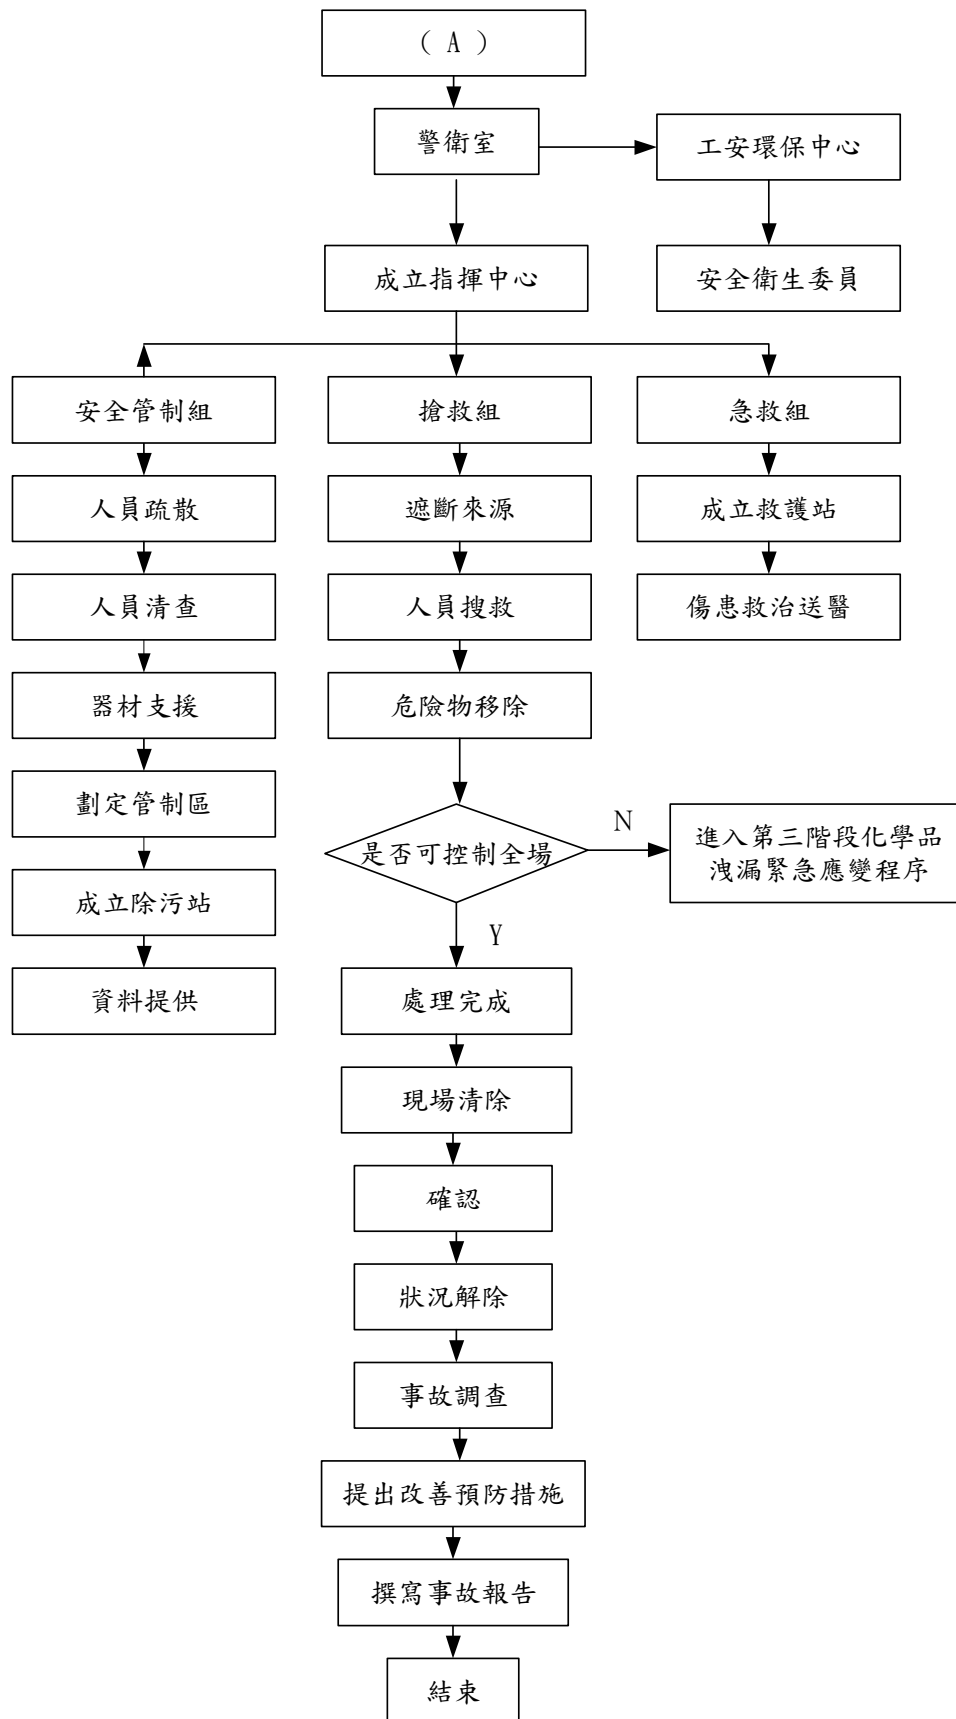 ( A )
警衛室
工安環保中心
成立指揮中心
安全衛生委員
安全管制組
搶救組
急救組
人員疏散
遮斷來源
成立救護站
人員清查
人員搜救
傷患救治送醫
器材支援
危險物移除
劃定管制區
是否可控制全場
N
進入第三階段化學品
洩漏緊急應變程序
成立除污站
Y
資料提供
處理完成
現場清除
確認
狀況解除
事故調查
提出改善預防措施
撰寫事故報告
結束